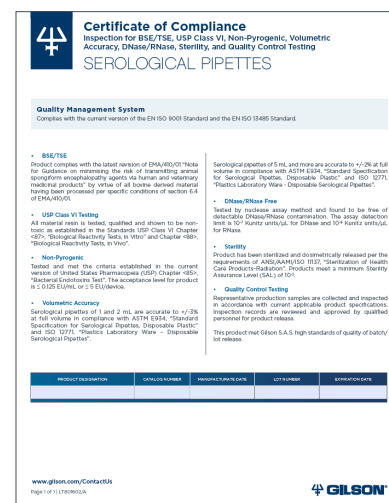 Certificate of Compliance
Inspection for BSE/TSE, USP Class VI, Non-Pyrogenic, Volumetric
Accuracy, DNase/RNase, Sterility, and Quality Control Testing
SEROLOGICAL PIPETTES
Quality Management System
Complies with the current version of the EN ISO 9001 Standard and the EN ISO 13485 Standard.
• BSE/TSE
Product complies with the latest revision of EMA/410/01 "Note
for Guidance on minimising the risk of transmitting animal
spongiform encephalopathy agents via human and veterinary
medicinal products" by virtue of all bovine derived material
having been processed per specific conditions of section 6.4
of EMA/410/01.
• USP Class VI Testing
All material resin is tested, qualified and shown to be non-
toxic as established in the Standards USP Class VI Chapter
<87>, "Biological Reactivity Tests, in Vitro" and Chapter <88>,
"Biological Reactivity Tests, in Vivo".
• Non-Pyrogenic
Tested and met the criteria established in the current
version of United States Pharmacopeia (USP) Chapter <85>,
"Bacterial Endotoxins Test". The acceptance level for product
is ≤ 0.125 EU/mL or ≤ 5 EU/device.
• Volumetric Accuracy
Serological pipettes of 1 and 2 mL are accurate to +/-3%
at full volume in compliance with ASTM E934, "Standard
Specification for Serological Pipettes, Disposable Plastic"
and ISO 12771, "Plastics Laboratory Ware - Disposable
Serological Pipettes".
Serological pipettes of 5 mL and more are accurate to +/-2% at full
volume in compliance with ASTM E934, "Standard Specification
for Serological Pipettes, Disposable Plastic" and ISO 12771,
"Plastics Laboratory Ware - Disposable Serological Pipettes".
• DNase/RNase Free
Tested by nuclease assay method and found to be free of
detectable DNase/RNase contamination. The assay detection
limit is Kunitz units/µL for DNase and Kunitz units/µL
for RNase.
• Sterility
Product has been sterilized and dosimetrically released per the
requirements of ANSI/AAMI/ISO 11137, "Sterilization of Health
Care Products-Radiation". Products meet a minimum Sterility
Assurance Level (SAL) of
• Quality Control Testing
Representative production samples are collected and inspected
in accordance with current applicable product specifications.
Inspection records are reviewed and approved by qualified
personnel for product release.
This product met Gilson S.A.S. high standards of quality of batch/
lot release.
PRODUCT DESIGNATION CATALOG NUMBER MANUFACTURE DATE LOT NUMBER EXPIRATION DATE
www.gilson.com/ContactUs
Page 1 of 1 | LT801602/A
GILSON